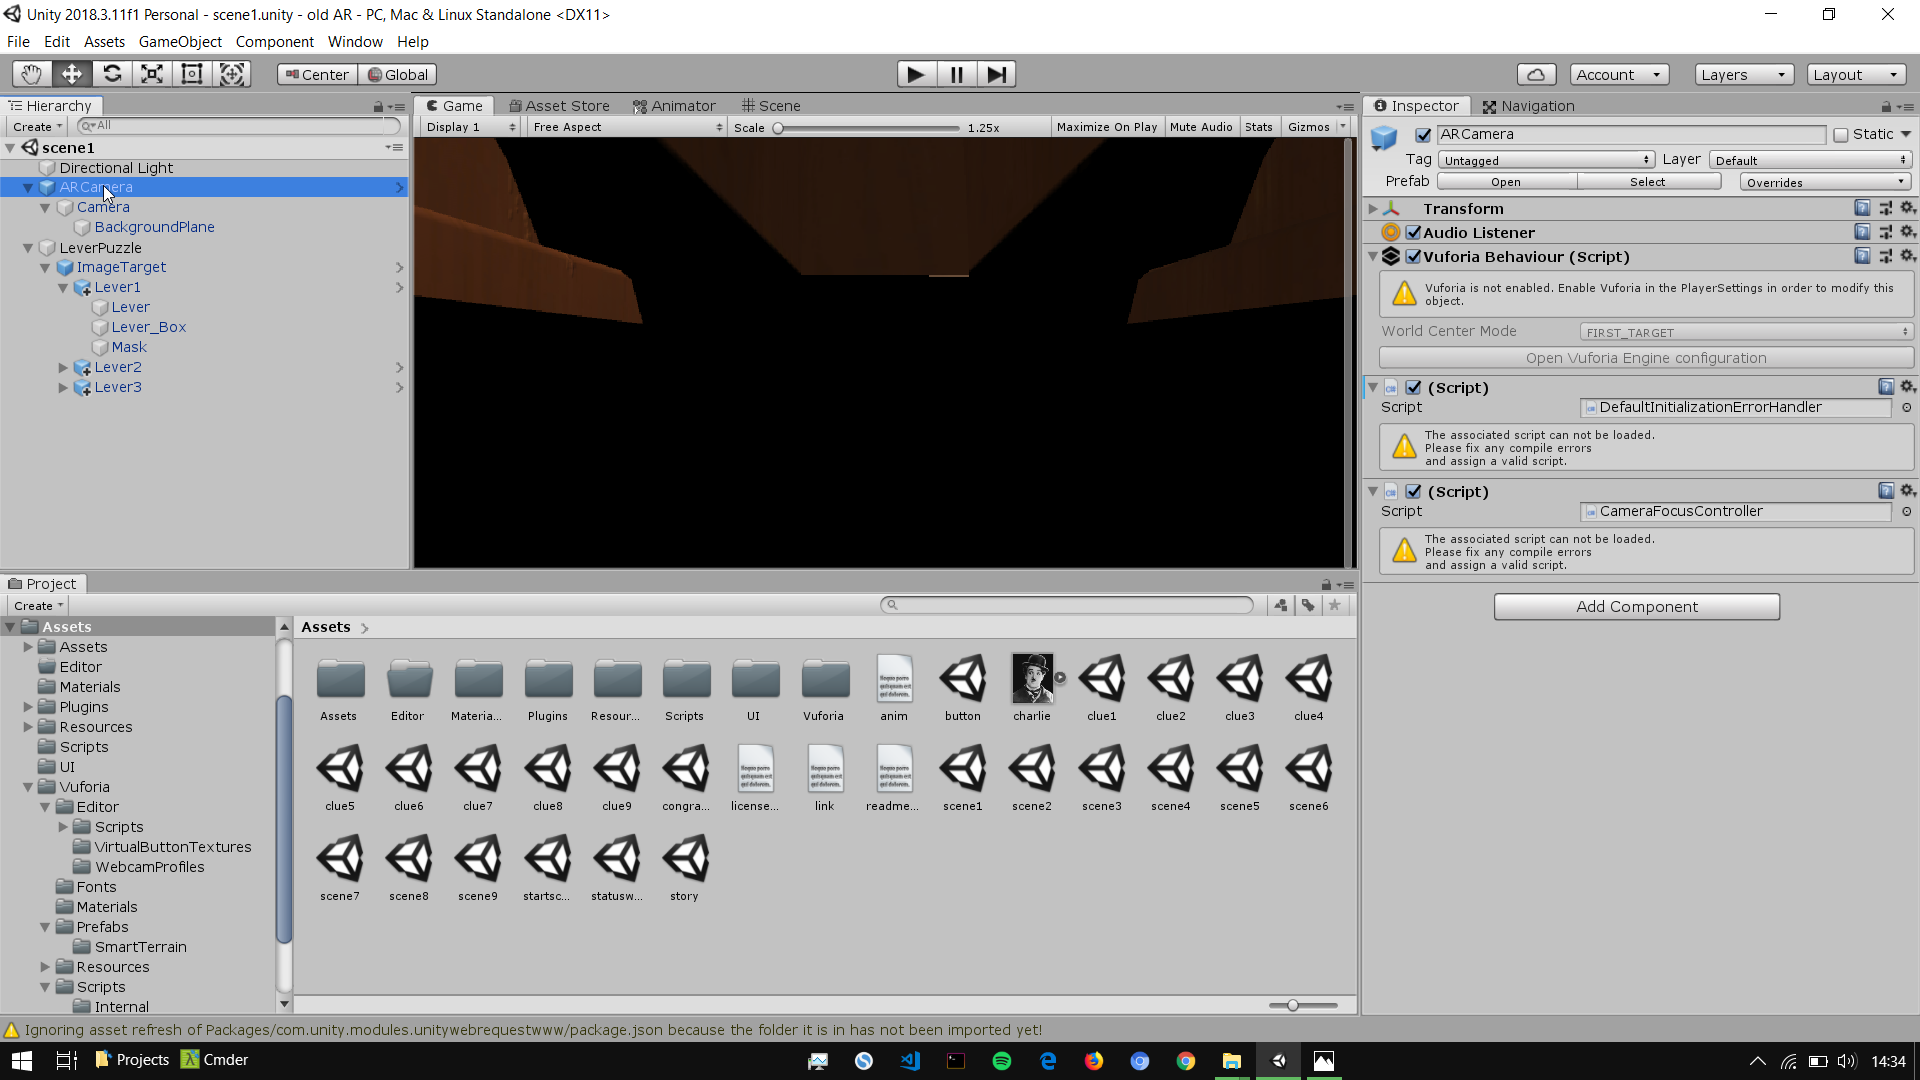 Unity 2018.3.11f1 Personal - scene1.unity - old AR - PC, Mac & Linux Standalone <DX11>
File Edit Assets GameObject Component Window Help
Center Global
Account Layers Layout
Hierarchy
Create All
scene1
Directional Light
ARCamera
Camera
BackgroundPlane
LeverPuzzle
ImageTarget
Lever1
Lever
Lever_Box
Mask
Lever2
Lever3
Game Asset Store Animator Scene
Display 1 Free Aspect Scale 1.25x Maximize On Play Mute Audio Stats Gizmos
Inspector Navigation
ARCamera Static
Tag Untagged Layer Default
Prefab Open Select Overrides
Transform
Audio Listener
Vuforia Behaviour (Script)
Vuforia is not enabled. Enable Vuforia in the PlayerSettings in order to modify this
object.
World Center Mode FIRST_TARGET
Open Vuforia Engine configuration
(Script)
Script DefaultInitializationErrorHandler
The associated script can not be loaded.
Please fix any compile errors
and assign a valid script.
(Script)
Script CameraFocusController
The associated script can not be loaded.
Please fix any compile errors
and assign a valid script.
Add Component
Project
Create
Assets
Assets
Editor
Materials
Plugins
Resources
Scripts
UI
Vuforia
Editor
Scripts
VirtualButtonTextures
WebcamProfiles
Fonts
Materials
Prefabs
SmartTerrain
Resources
Scripts
Internal
Assets
Assets Editor Materia... Plugins Resour... Scripts UI Vuforia anim button charlie clue1 clue2 clue3 clue4
clue5 clue6 clue7 clue8 clue9 congra... license... link readme... scene1 scene2 scene3 scene4 scene5 scene6
scene7 scene8 scene9 startsc... statusw... story
Ignoring asset refresh of Packages/com.unity.modules.unitywebrequestwww/package.json because the folder it is in has not been imported yet!
Projects Cmder 14:34